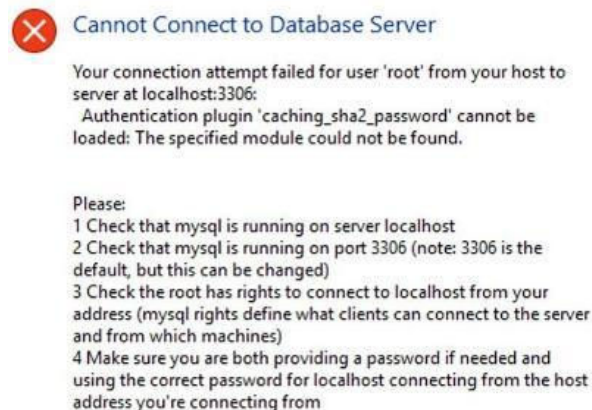 Cannot Connect to Database Server
Your connection attempt failed for user 'root' from your host to
server at localhost:3306:
Authentication plugin 'caching_sha2_password' cannot be
loaded: The specified module could not be found.
Please:
1 Check that mysql is running on server localhost
2 Check that mysql is running on port 3306 (note: 3306 is the
default, but this can be changed)
3 Check the root has rights to connect to localhost from your
address (mysql rights define what clients can connect to the server
and from which machines)
4 Make sure you are both providing a password if needed and
using the correct password for localhost connecting from the host
address you're connecting from